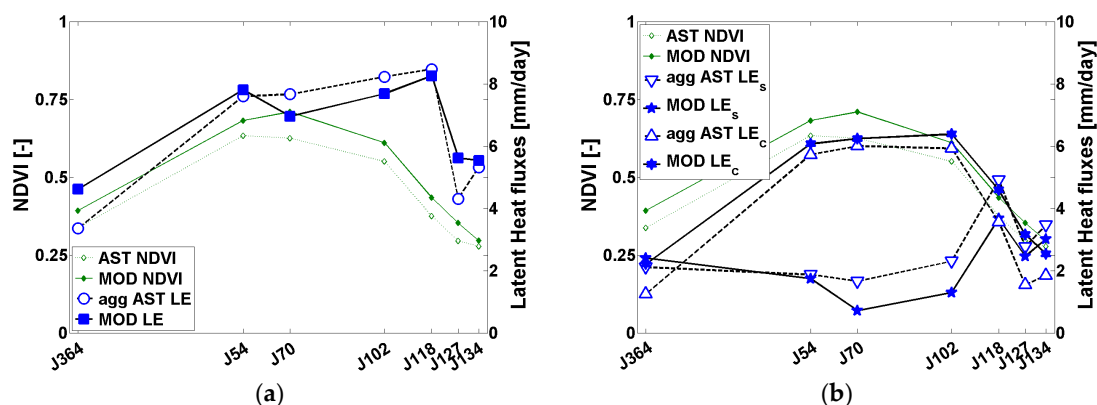 1
0.75
0.5
0.25
0
NDVI [-]
10
8
6
4
2
0
Latent Heat fluxes [mm/day]
AST NDVI
MOD NDVI
agg AST LE
MOD LE
J364
J54
J70
J102
J118
J127
J134
(a)
1
0.75
0.5
0.25
0
NDVI [-]
10
8
6
4
2
0
Latent Heat fluxes [mm/day]
AST NDVI
MOD NDVI
agg AST LES
MOD LES
agg AST LEC
MOD LEC
J364
J54
J70
J102
J118
J127
J134
(b)